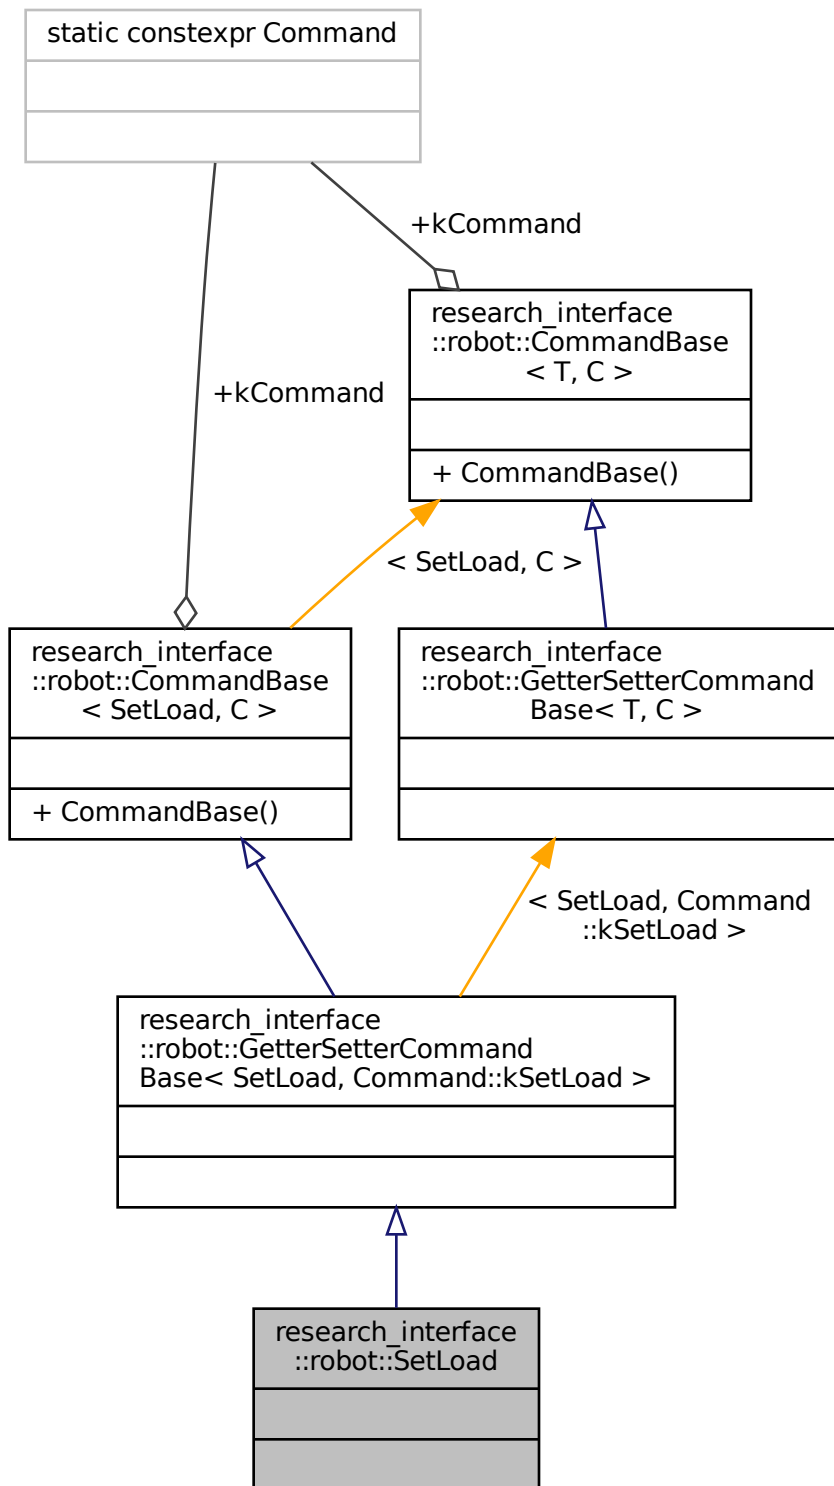 static constexpr Command
+kCommand
research_interface
::robot::CommandBase
< T, C >
+ CommandBase()
+kCommand
< SetLoad, C >
research_interface
::robot::CommandBase
< SetLoad, C >
+ CommandBase()
research_interface
::robot::GetterSetterCommand
Base< T, C >
< SetLoad, Command
::kSetLoad >
research_interface
::robot::GetterSetterCommand
Base< SetLoad, Command::kSetLoad >
research_interface
::robot::SetLoad